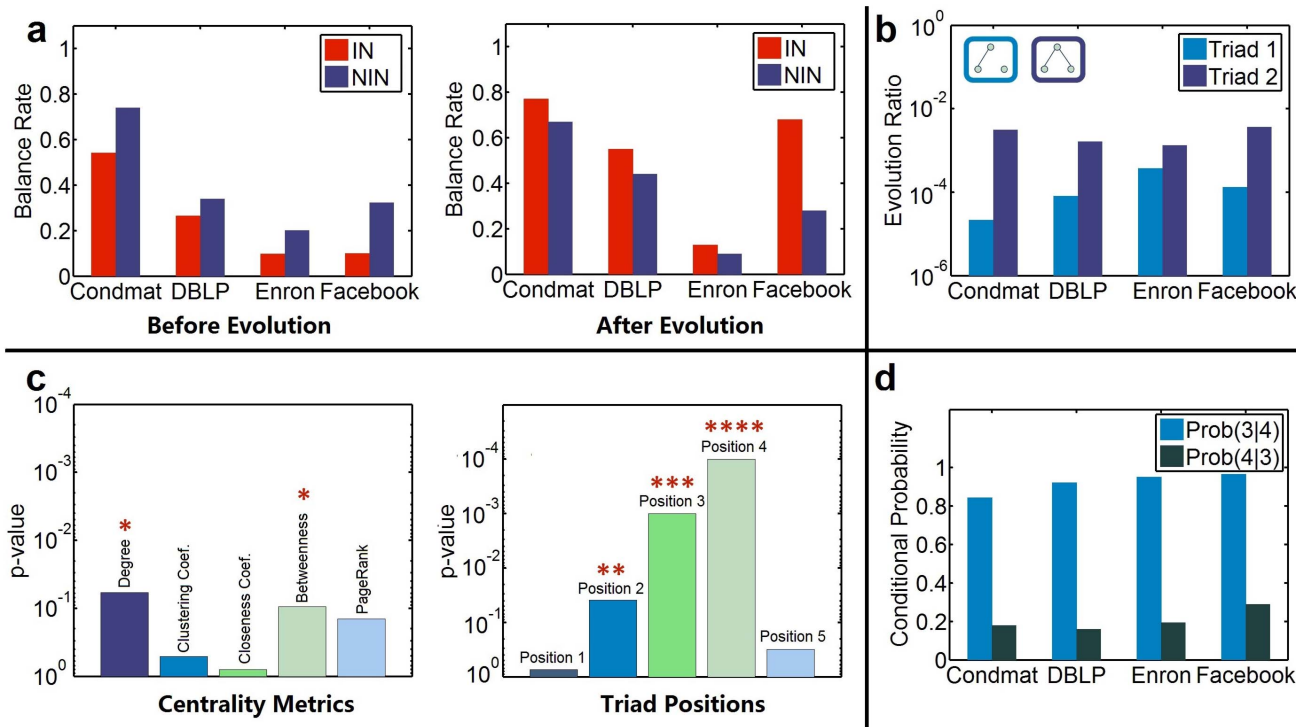 a
1
0.8
0.6
0.4
0.2
0
Balance Rate
IN
NIN
Condmat DBLP Enron Facebook
Before Evolution
1
0.8
0.6
0.4
0.2
0
Balance Ratio
IN
NIN
Condmat DBLP Enron Facebook
After Evolution
b
10^0
10^-2
10^-4
10^-6
Evolution Ratio
Triad 1
Triad 2
Condmat DBLP Enron Facebook
c
10^-4
10^-3
10^-2
10^-1
10^0
p-value
*
Degree
Clustering Coef.
Closeness Coef.
*
Betweenness
PageRank
Centrality Metrics
10^-4
10^-3
10^-2
10^-1
10^0
p-value
Position 1
**
Position 2
***
Position 3
****
Position 4
Position 5
Triad Positions
d
1
0.8
0.6
0.4
0.2
0
Conditional Probability
Prob(3|4)
Prob(4|3)
Condmat DBLP Enron Facebook